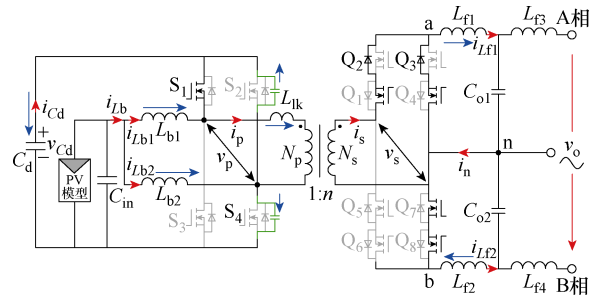 a
L_f1
L_f3
A相
i_Lf1
Q_2
Q_3
S_1
S_2
Q_1
Q_4
C_o1
L_lk
i_Cd
i_Lb
L_b1
i_Lb1
i_p
i_s
v_Cd
C_d
PV
模型
C_in
i_Lb2
L_b2
v_p
N_p
N_s
v_s
i_n
n
v_o
1:n
S_3
S_4
Q_5
Q_7
C_o2
Q_6
Q_8
i_Lf2
b
L_f2
L_f4
B相